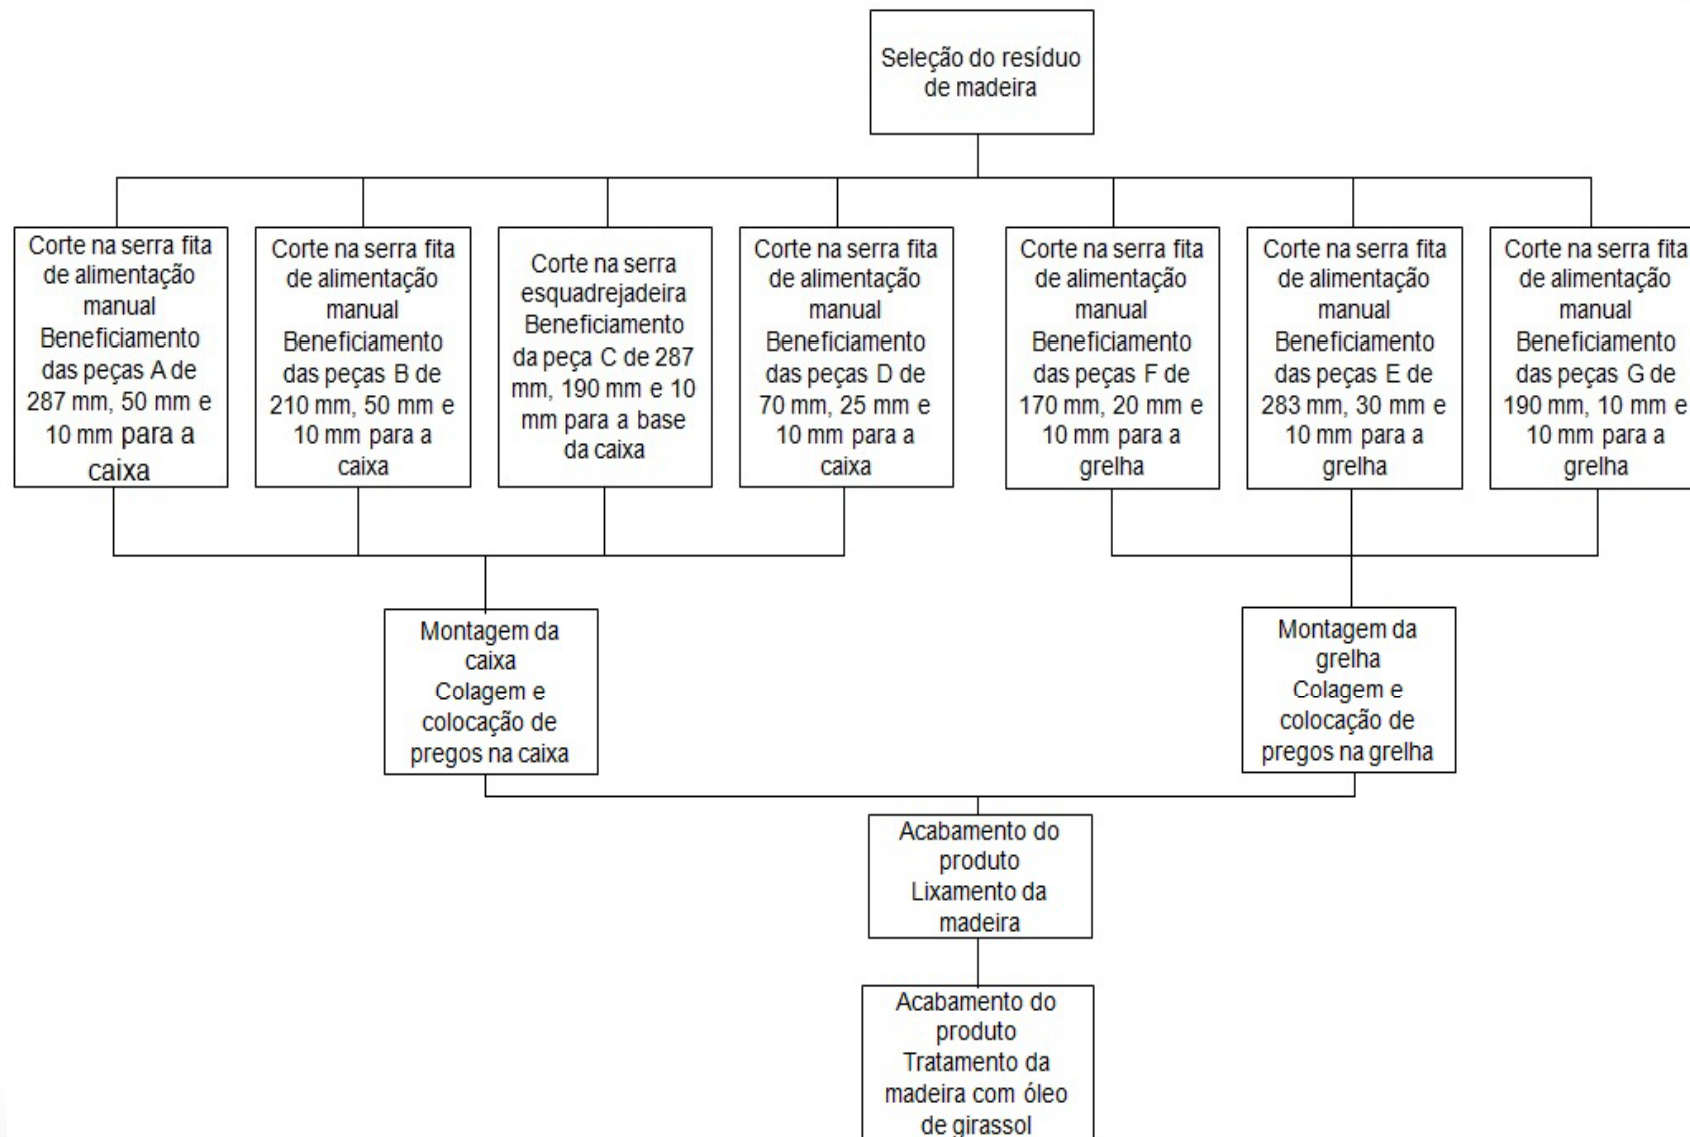 Seleção do resíduo
de madeira
Corte na serra fita
de alimentação
manual
Beneficiamento
das peças A de
287 mm, 50 mm e
10 mm para a
caixa
Corte na serra fita
de alimentação
manual
Beneficiamento
das peças B de
210 mm, 50 mm e
10 mm para a
caixa
Corte na serra
esquadrejadeira
Beneficiamento
da peça C de 287
mm, 190 mm e 10
mm para a base
da caixa
Corte na serra fita
de alimentação
manual
Beneficiamento
das peças D de
70 mm, 25 mm e
10 mm para a
caixa
Corte na serra fita
de alimentação
manual
Beneficiamento
das peças F de
170 mm, 20 mm e
10 mm para a
grelha
Corte na serra fita
de alimentação
manual
Beneficiamento
das peças E de
283 mm, 30 mm e
10 mm para a
grelha
Corte na serra fita
de alimentação
manual
Beneficiamento
das peças G de
190 mm, 10 mm e
10 mm para a
grelha
Montagem da
caixa
Colagem e
colocação de
pregos na caixa
Montagem da
grelha
Colagem e
colocação de
pregos na grelha
Acabamento do
produto
Lixamento da
madeira
Acabamento do
produto
Tratamento da
madeira com óleo
de girassol